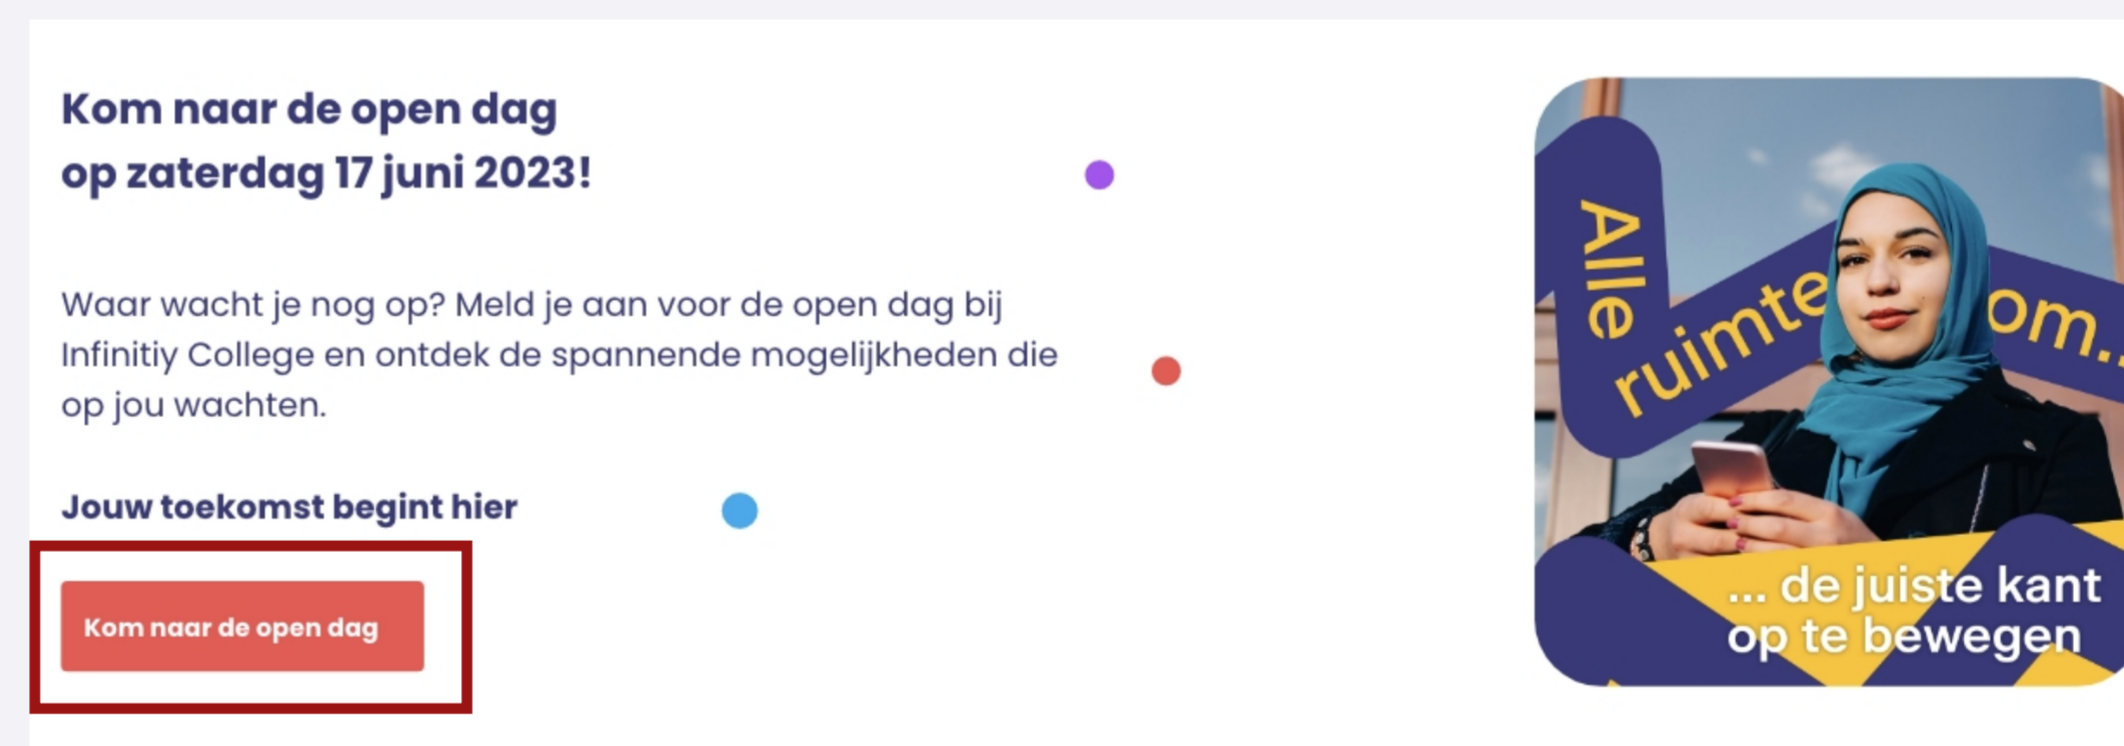 Kom naar de open dag
op zaterdag 17 juni 2023!
Waar wacht je nog op? Meld je aan voor de open dag bij
Infinitiy College en ontdek de spannende mogelijkheden die
op jou wachten.
Jouw toekomst begint hier
Kom naar de open dag
Alle
ruimte
om...
... de juiste kant
op te bewegen